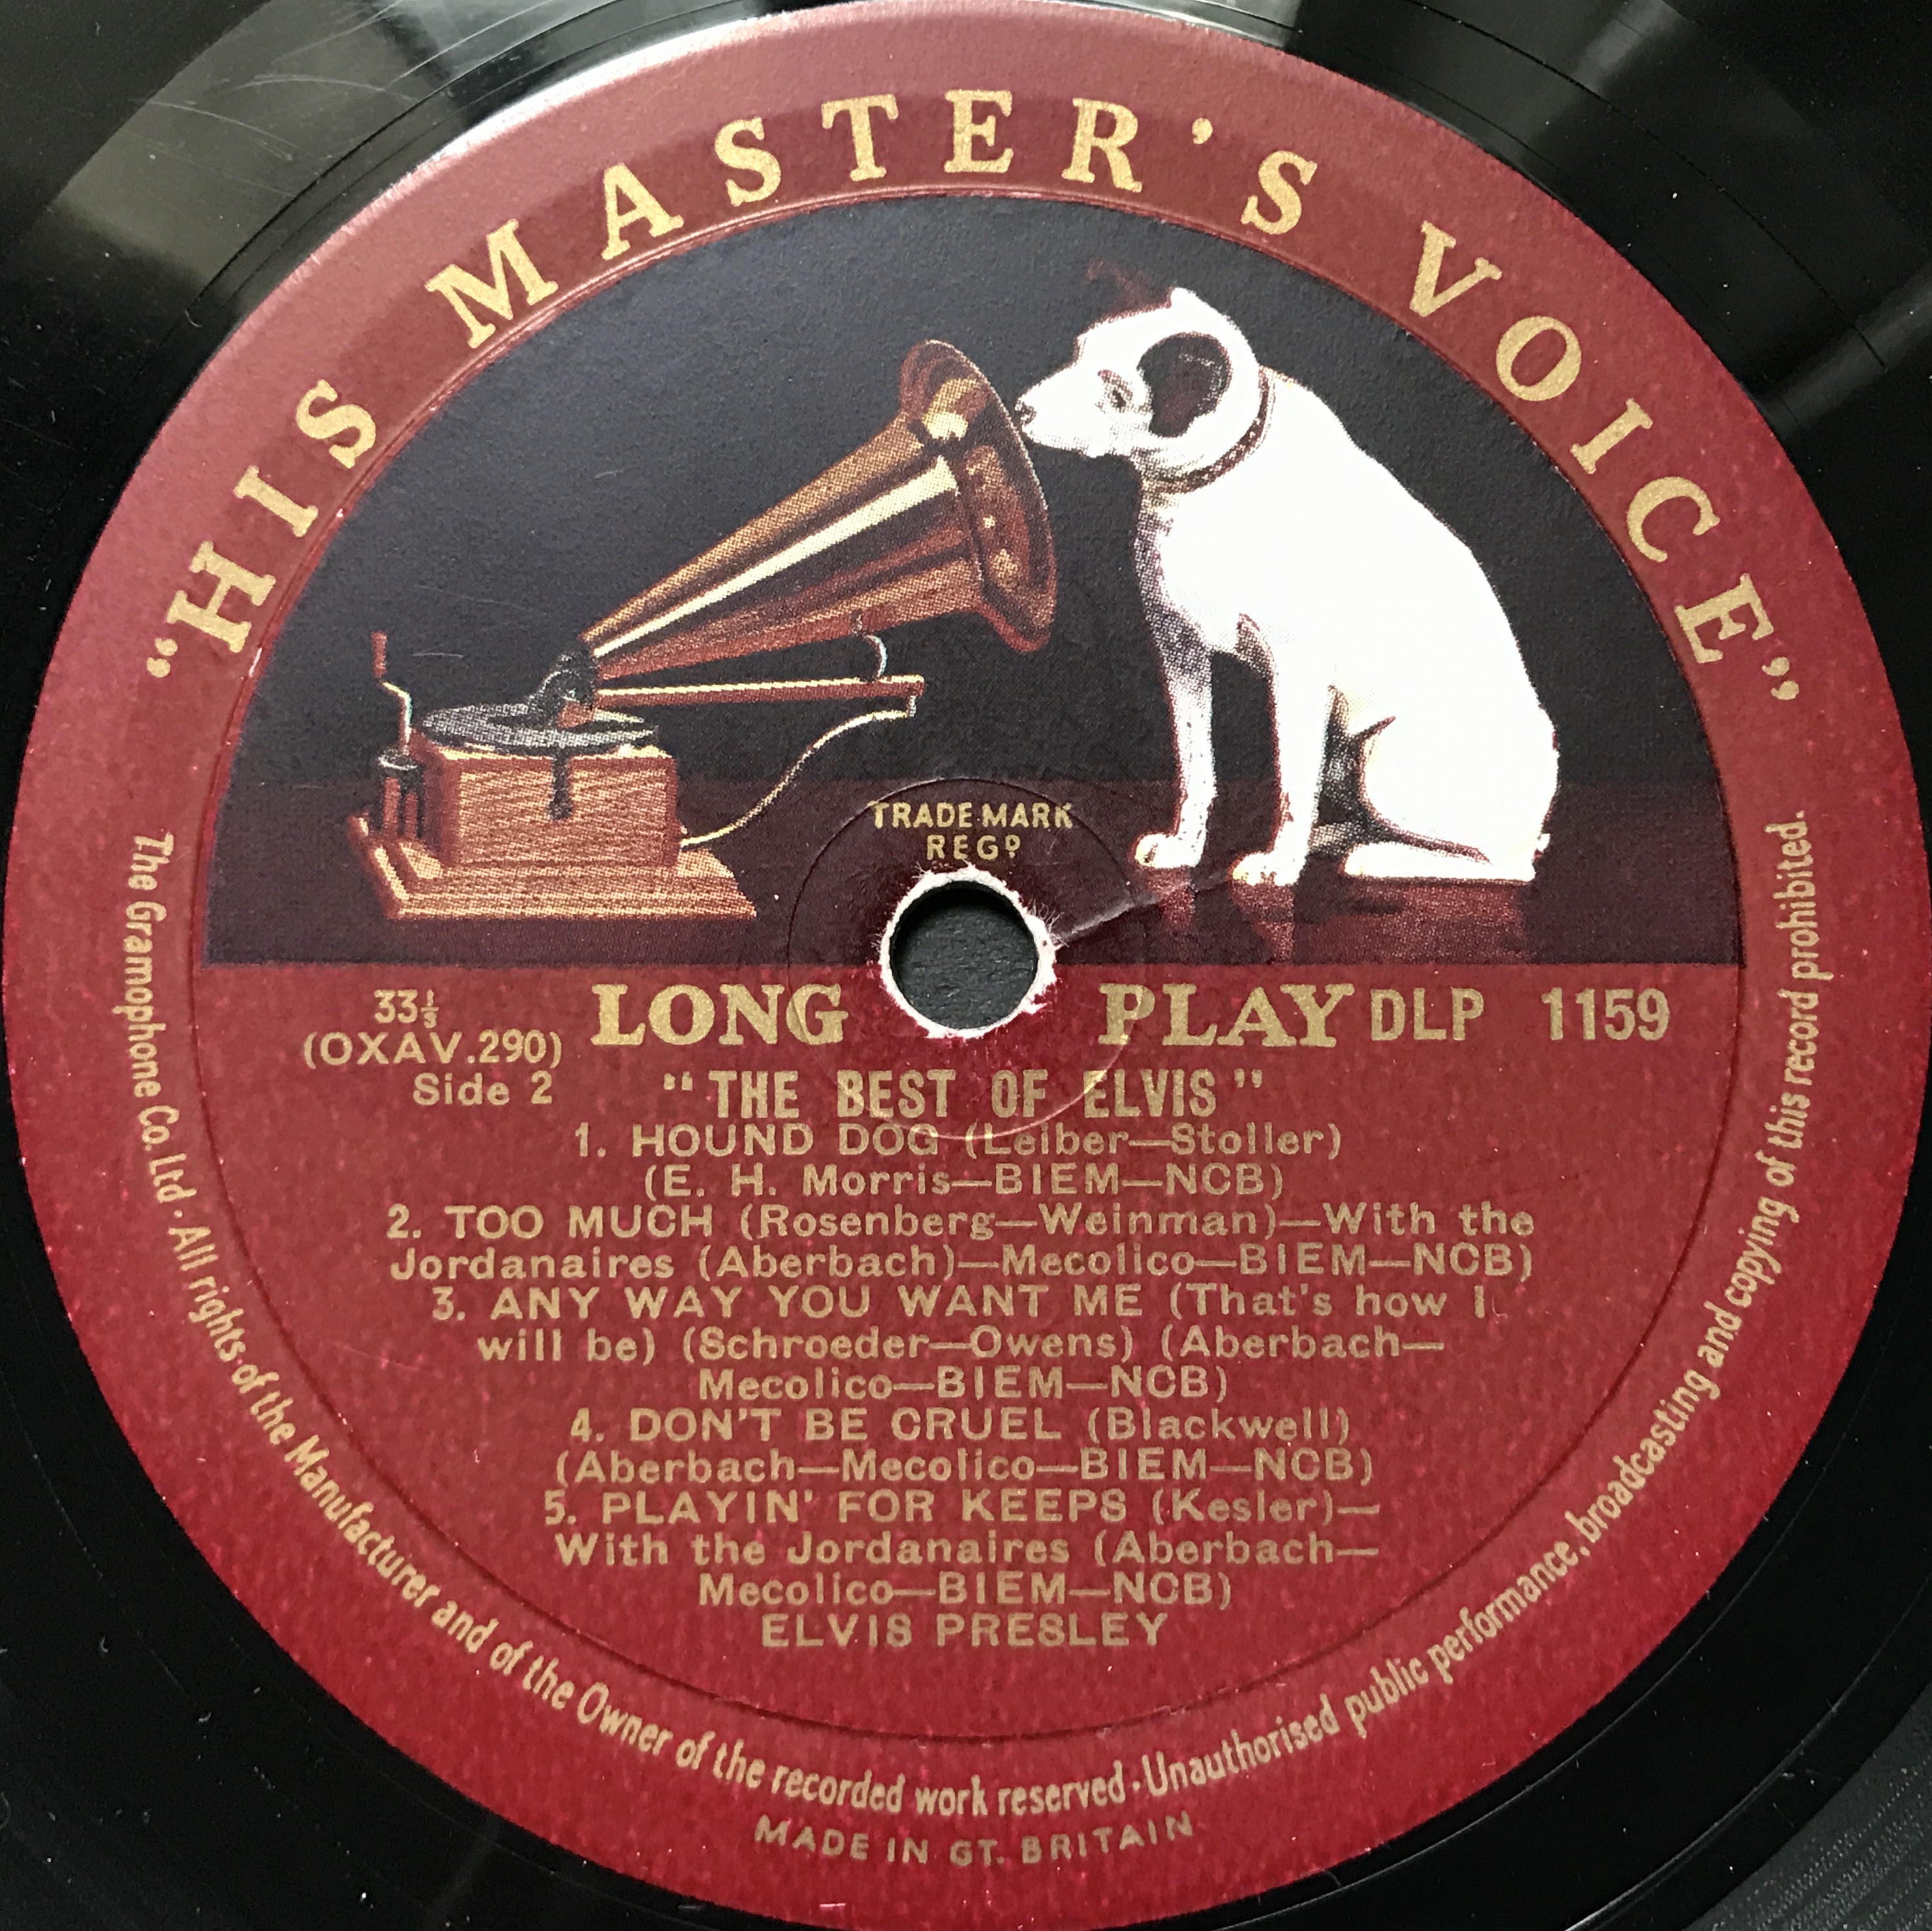 “HIS MASTER’S VOICE”
TRADE MARK
REGD
33⅓ LONG PLAY DLP 1159
(OXAV.290)
Side 2 “THE BEST OF ELVIS”
1. HOUND DOG (Leiber—Stoller)
(E. H. Morris—BIEM—NCB)
2. TOO MUCH (Rosenberg—Weinman)—With the
Jordanaires (Aberbach)—Mecolico—BIEM—NCB)
3. ANY WAY YOU WANT ME (That's how I
will be) (Schroeder—Owens) (Aberbach—
Mecolico—BIEM—NCB)
4. DON'T BE CRUEL (Blackwell)
(Aberbach—Mecolico—BIEM—NCB)
5. PLAYIN' FOR KEEPS (Kesler)—
With the Jordanaires (Aberbach—
Mecolico—BIEM—NCB)
ELVIS PRESLEY
The Gramophone Co. Ltd · All rights of the Manufacturer and of the Owner of the recorded work reserved · Unauthorised public performance, broadcasting and copying of this record prohibited.
MADE IN GT. BRITAIN